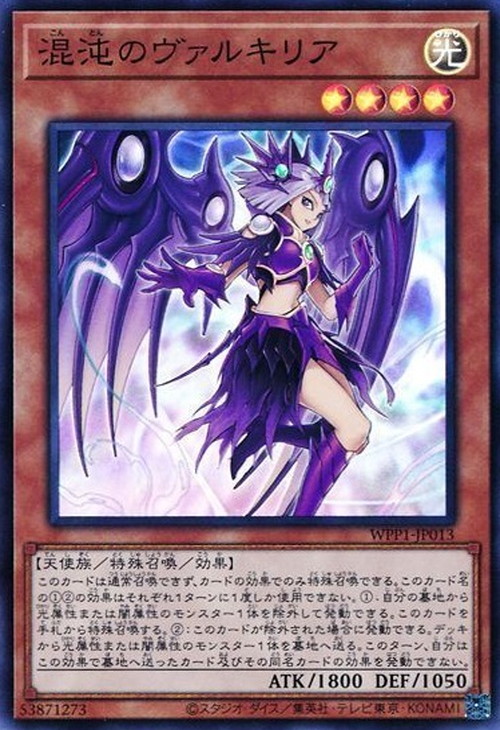 混沌のヴァルキリア
光
WPP1-JP013
【天使族/特殊召喚/効果】
このカードは通常召喚できず、カードの効果でのみ特殊召喚できる。このカード名
の①②の効果はそれぞれ1ターンに1度しか使用できない。①：自分の墓地から
光属性または闇属性のモンスター1体を除外して発動できる。このカードを
手札から特殊召喚する。②：このカードが除外された場合に発動できる。デッキ
から光属性または闇属性のモンスター1体を墓地へ送る。このターン、自分は
この効果で墓地へ送ったカード及びその同名カードの効果を発動できない。
ATK/1800 DEF/1050
53871273 ©スタジオ・ダイス/集英社・テレビ東京・KONAMI